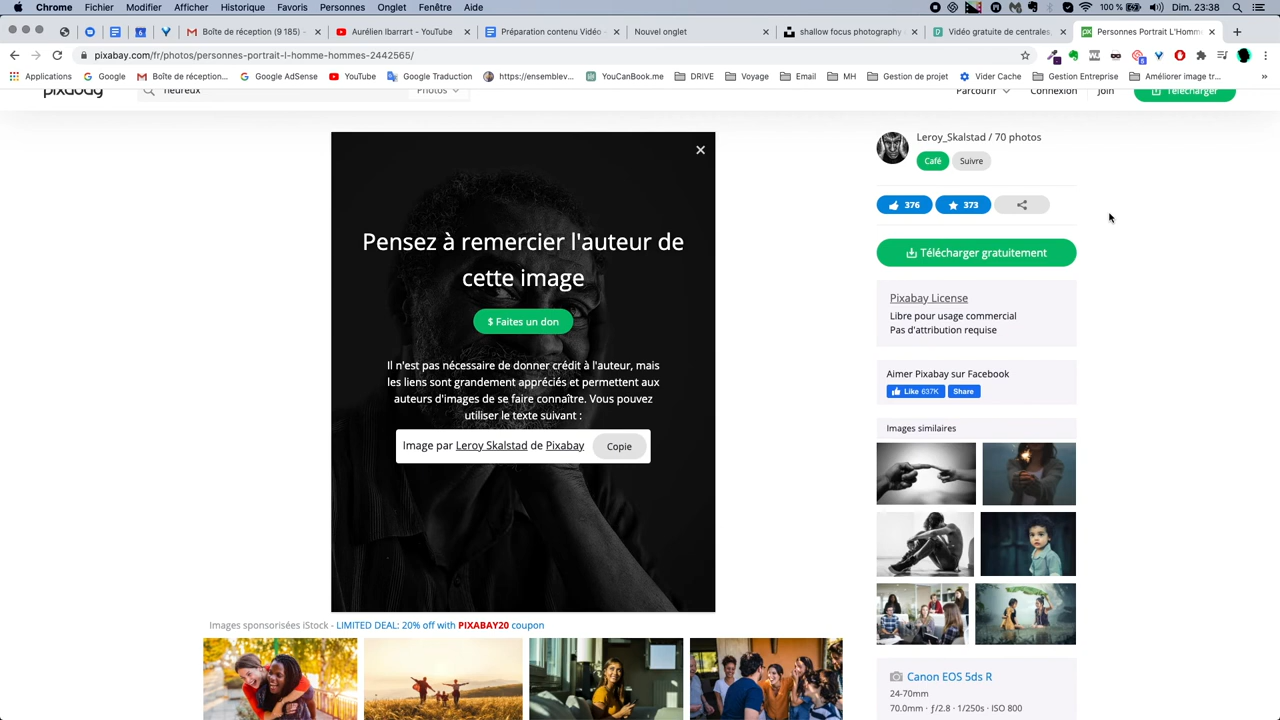 Chrome Fichier Modifier Afficher Historique Favoris Personnes Onglet Fenêtre Aide 100 % Dim. 23:38
Boîte de réception (9 185) - Aurélien Ibarrart - YouTube Préparation contenu Vidéo - Nouvel onglet shallow focus photography Vidéo gratuite de centrales, Personnes Portrait L'Homme
pixabay.com/fr/photos/personnes-portrait-l-homme-hommes-2442565/
Applications Google Boîte de réception... Google AdSense YouTube Google Traduction https://ensemblev... YouCanBook.me DRIVE Voyage Email MH Gestion de projet Vider Cache Gestion Entreprise Améliorer image tr... »
pixabay heureux Photos Parcourir Connexion Join Télécharger
Leroy_Skalstad / 70 photos
Café Suivre
376 373
Télécharger gratuitement
Pixabay License
Libre pour usage commercial
Pas d'attribution requise
Aimer Pixabay sur Facebook
Like 637K Share
Images similaires
Canon EOS 5ds R
24-70mm
70.0mm · ƒ/2.8 · 1/250s · ISO 800
Pensez à remercier l'auteur de
cette image
$ Faites un don
Il n'est pas nécessaire de donner crédit à l'auteur, mais
les liens sont grandement appréciés et permettent aux
auteurs d'images de se faire connaître. Vous pouvez
utiliser le texte suivant :
Image par Leroy Skalstad de Pixabay Copie
Images sponsorisées iStock - LIMITED DEAL: 20% off with PIXABAY20 coupon